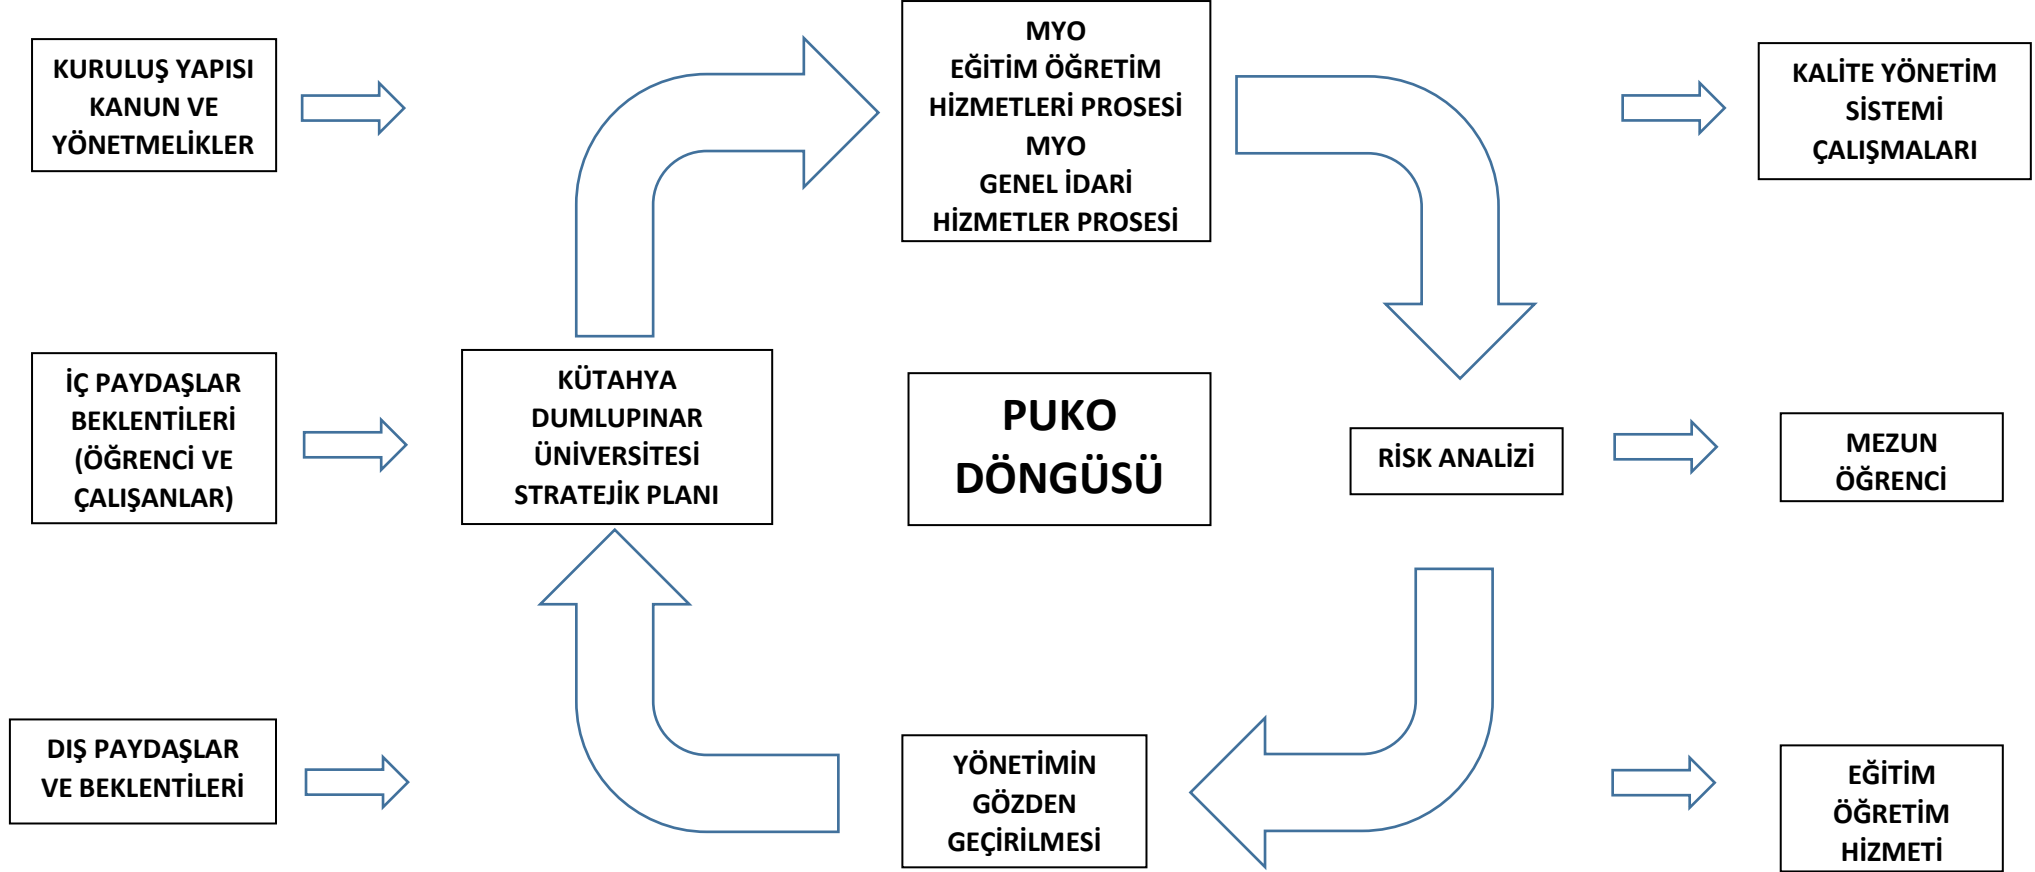 KURULUŞ YAPISI
KANUN VE
YÖNETMELİKLER
MYO
EĞİTİM ÖĞRETİM
HİZMETLERİ PROSESİ
MYO
GENEL İDARİ
HİZMETLER PROSESİ
KALİTE YÖNETİM
SİSTEMİ
ÇALIŞMALARI
İÇ PAYDAŞLAR
BEKLENTİLERİ
(ÖĞRENCİ VE
ÇALIŞANLAR)
KÜTAHYA
DUMLUPINAR
ÜNİVERSİTESİ
STRATEJİK PLANI
PUKO
DÖNGÜSÜ
RİSK ANALİZİ
MEZUN
ÖĞRENCİ
DIŞ PAYDAŞLAR
VE BEKLENTİLERİ
YÖNETİMİN
GÖZDEN
GEÇİRİLMESİ
EĞİTİM
ÖĞRETİM
HİZMETİ